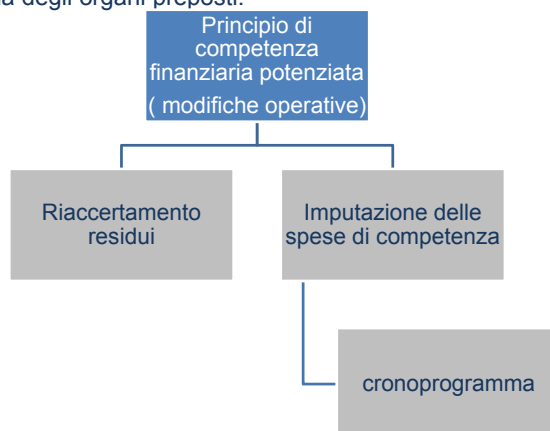 degli organi preposti.
Principio di
competenza
finanziaria potenziata
( modifiche operative)
Riaccertamento
residui
Imputazione delle
spese di competenza
cronoprogramma